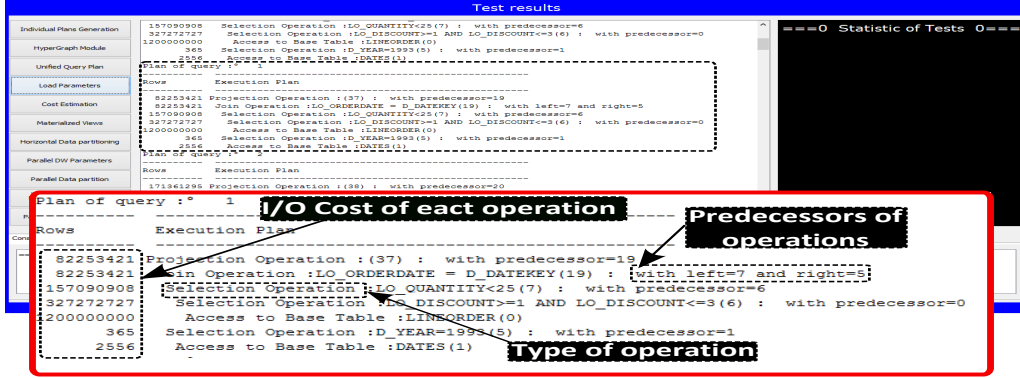 Test results
Individual Plans Generation
HyperGraph Module
Unified Query Plan
Load Parameters
Cost Estimation
Materialized Views
Horizontal Data partitioning
Parallel DW Parameters
Parallel Data partition
157090908 Selection Operation :LO_QUANTITY<25(7) : with predecessor=6
327272727 Selection Operation :LO_DISCOUNT>=1 AND LO_DISCOUNT<=3(6) : with predecessor=0
1200000000 Access to Base Table :LINEORDER(0)
365 Selection Operation :D_YEAR=1993(5) : with predecessor=1
2556 Access to Base Table :DATES(1)
Plan of query :° 1
Rows Execution Plan
82253421 Projection Operation :(37) : with predecessor=19
82253421 Join Operation :LO_ORDERDATE = D_DATEKEY(19) : with left=7 and right=5
157090908 Selection Operation :LO_QUANTITY<25(7) : with predecessor=6
327272727 Selection Operation :LO_DISCOUNT>=1 AND LO_DISCOUNT<=3(6) : with predecessor=0
1200000000 Access to Base Table :LINEORDER(0)
365 Selection Operation :D_YEAR=1993(5) : with predecessor=1
2556 Access to Base Table :DATES(1)
Plan of query :° 2
Rows Execution Plan
171361295 Projection Operation :(38) : with predecessor=20
===O Statistic of Tests O===
Plan of query :° 1
I/O Cost of eact operation
Predecessors of
operations
Rows Execution Plan
82253421 Projection Operation :(37) : with predecessor=19
82253421 Join Operation :LO_ORDERDATE = D_DATEKEY(19) : with left=7 and right=5
157090908 Selection Operation :LO_QUANTITY<25(7) : with predecessor=6
327272727 Selection Operation :LO_DISCOUNT>=1 AND LO_DISCOUNT<=3(6) : with predecessor=0
1200000000 Access to Base Table :LINEORDER(0)
365 Selection Operation :D_YEAR=1993(5) : with predecessor=1
2556 Access to Base Table :DATES(1)
Type of operation